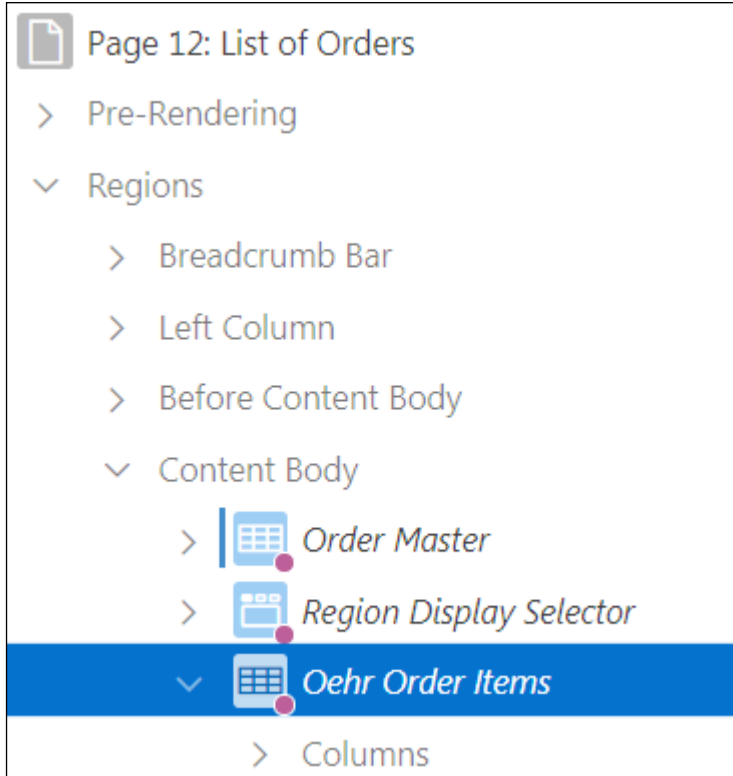 Page 12: List of Orders
Pre-Rendering
Regions
Breadcrumb Bar
Left Column
Before Content Body
Content Body
Order Master
Region Display Selector
Oehr Order Items
Columns